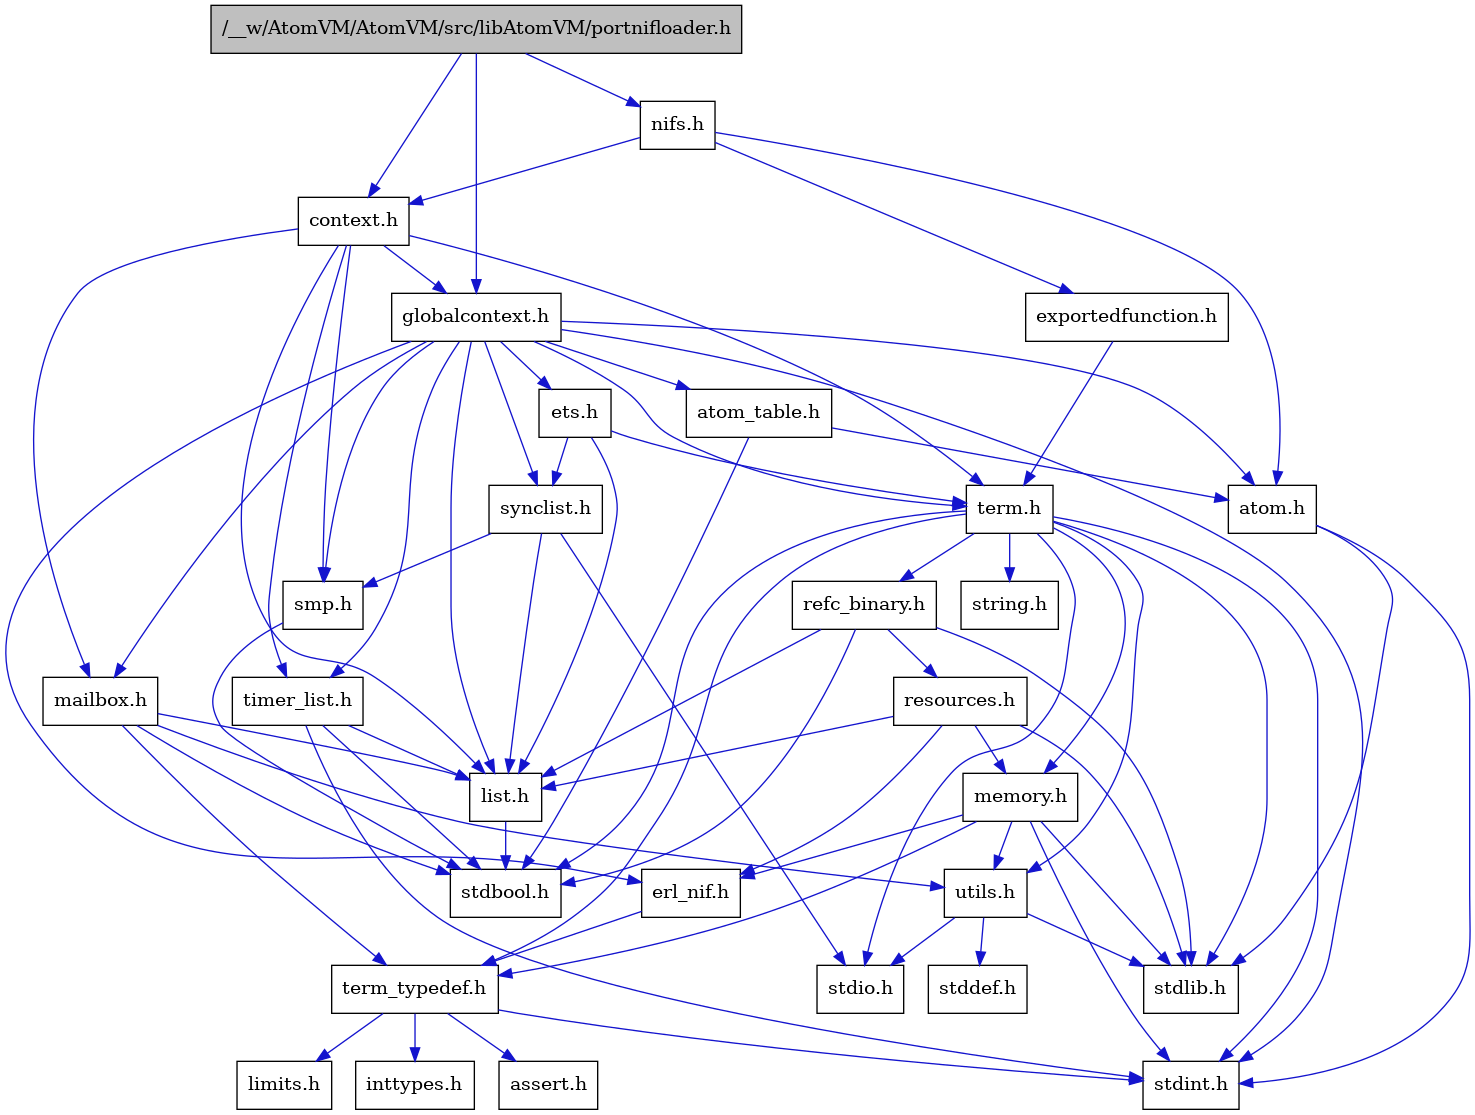 /__w/AtomVM/AtomVM/src/libAtomVM/portnifloader.h
nifs.h
context.h
globalcontext.h
exportedfunction.h
ets.h
atom_table.h
synclist.h
term.h
atom.h
smp.h
refc_binary.h
string.h
mailbox.h
timer_list.h
resources.h
list.h
memory.h
stdbool.h
erl_nif.h
utils.h
term_typedef.h
stdio.h
stddef.h
stdlib.h
limits.h
inttypes.h
assert.h
stdint.h